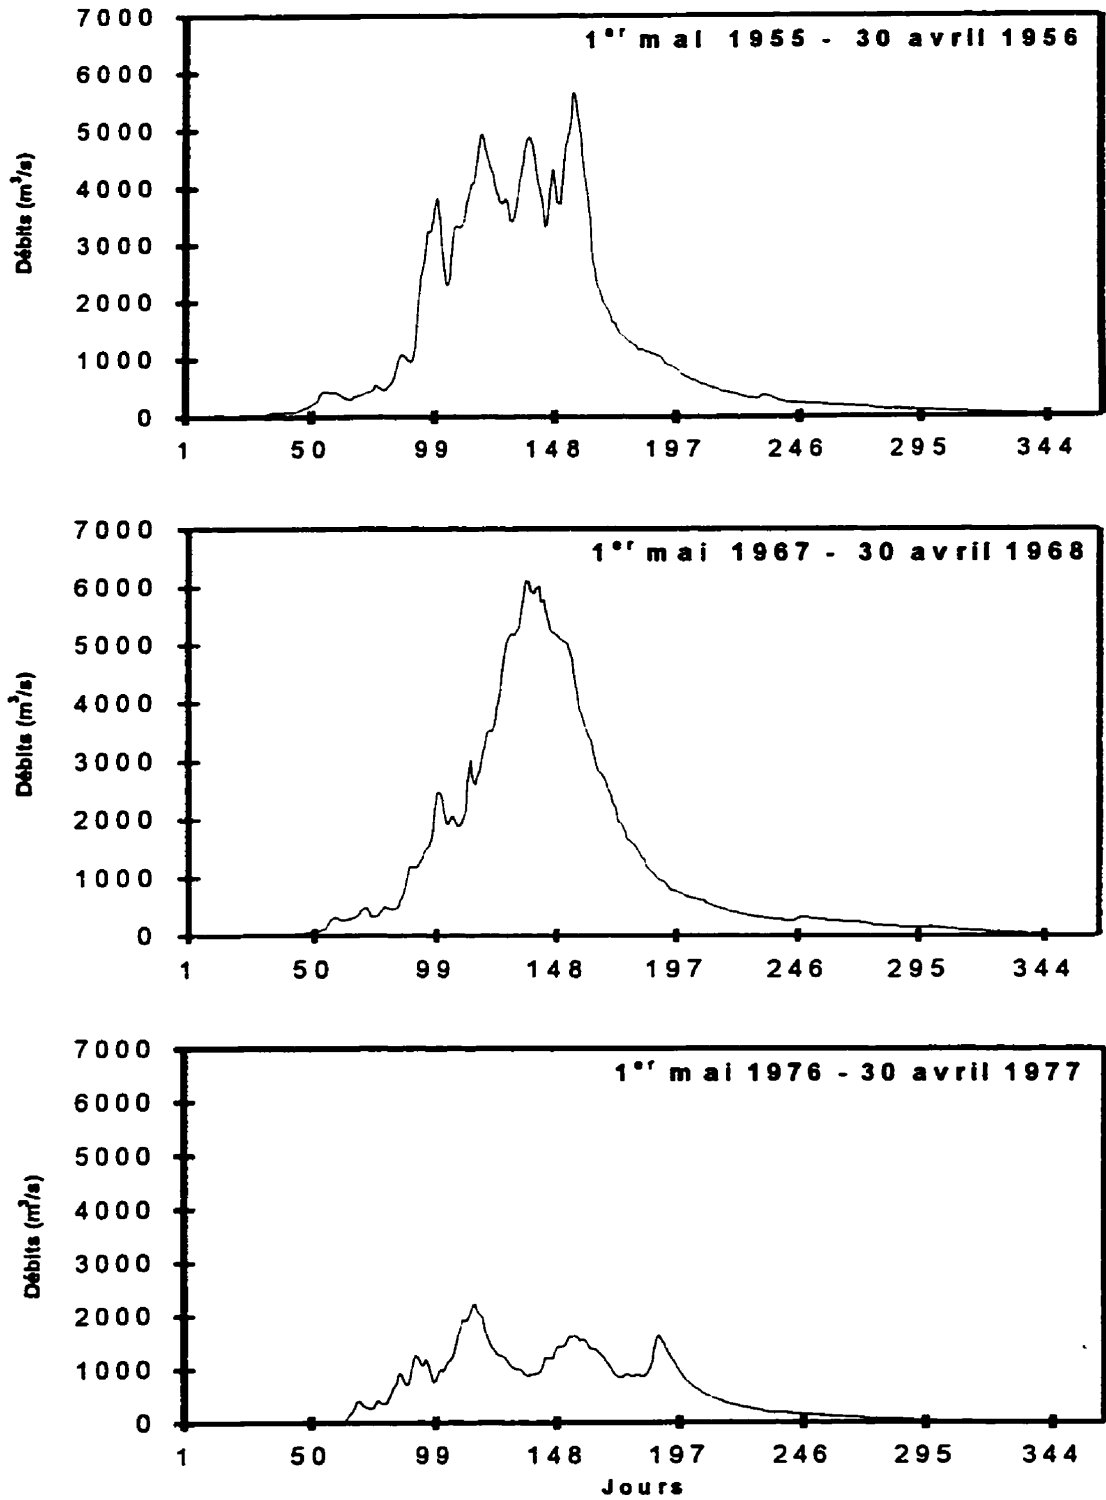 7000
1er mai 1955 - 30 avril 1956
6000
5000
4000
3000
2000
1000
0
Débits (m³/s)
1 50 99 148 197 246 295 344
7000
1er mai 1967 - 30 avril 1968
6000
5000
4000
3000
2000
1000
0
Débits (m³/s)
1 50 99 148 197 246 295 344
7000
1er mai 1976 - 30 avril 1977
6000
5000
4000
3000
2000
1000
0
Débits (m³/s)
1 50 99 148 197 246 295 344
Jours